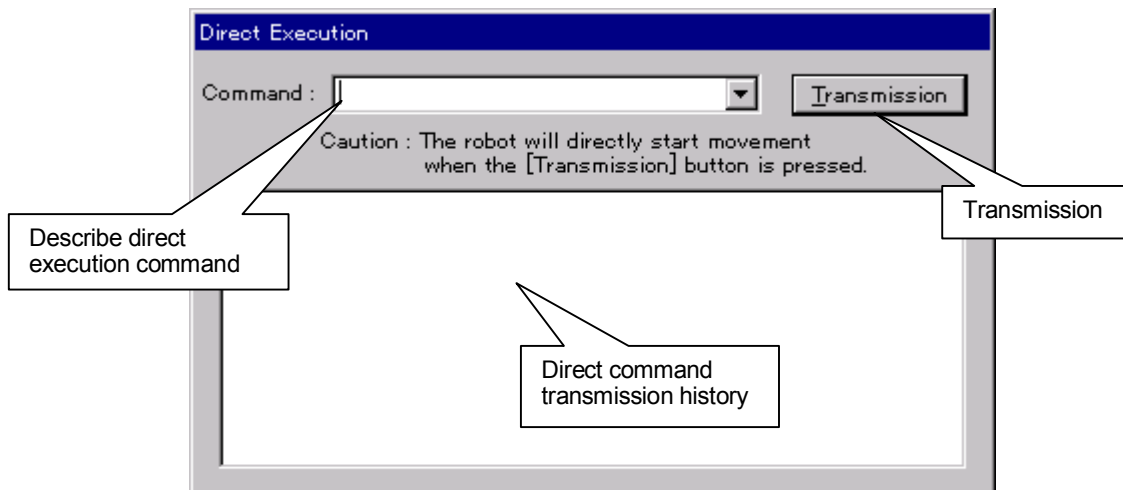 Direct Execution
Command :
Transmission
Caution : The robot will directly start movement
when the [Transmission] button is pressed.
Describe direct
execution command
Transmission
Direct command
transmission history